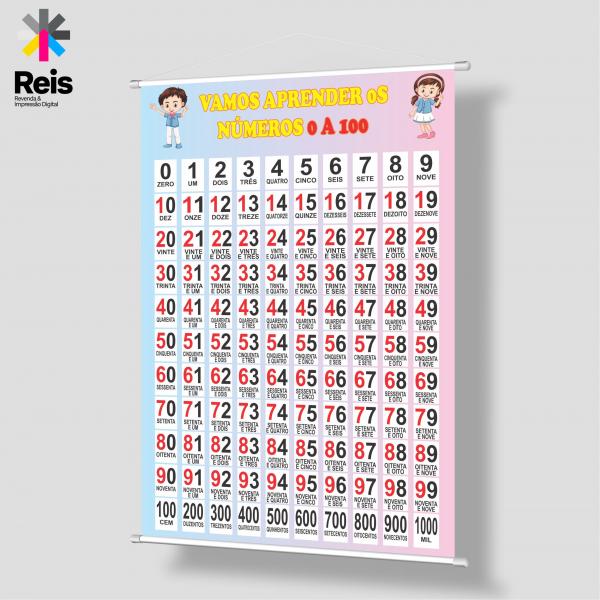 Reis
Revenda &
Impressão Digital
VAMOS APRENDER OS
NÚMEROS 0 A 100
0 1 2 3 4 5 6 7 8 9
ZERO UM DOIS TRÊS QUATRO CINCO SEIS SETE OITO NOVE
10 11 12 13 14 15 16 17 18 19
DEZ ONZE DOZE TREZE QUATORZE QUINZE DEZESSEIS DEZESSETE DEZOITO DEZENOVE
20 21 22 23 24 25 26 27 28 29
VINTE VINTE E UM VINTE E DOIS VINTE E TRÊS VINTE E QUATRO VINTE E CINCO VINTE E SEIS VINTE E SETE VINTE E OITO VINTE E NOVE
30 31 32 33 34 35 36 37 38 39
TRINTA TRINTA E UM TRINTA E DOIS TRINTA E TRÊS TRINTA E QUATRO TRINTA E CINCO TRINTA E SEIS TRINTA E SETE TRINTA E OITO TRINTA E NOVE
40 41 42 43 44 45 46 47 48 49
QUARENTA QUARENTA E UM QUARENTA E DOIS QUARENTA E TRÊS QUARENTA E QUATRO QUARENTA E CINCO QUARENTA E SEIS QUARENTA E SETE QUARENTA E OITO QUARENTA E NOVE
50 51 52 53 54 55 56 57 58 59
CINQUENTA CINQUENTA E UM CINQUENTA E DOIS CINQUENTA E TRÊS CINQUENTA E QUATRO CINQUENTA E CINCO CINQUENTA E SEIS CINQUENTA E SETE CINQUENTA E OITO CINQUENTA E NOVE
60 61 62 63 64 65 66 67 68 69
SESSENTA SESSENTA E UM SESSENTA E DOIS SESSENTA E TRÊS SESSENTA E QUATRO SESSENTA E CINCO SESSENTA E SEIS SESSENTA E SETE SESSENTA E OITO SESSENTA E NOVE
70 71 72 73 74 75 76 77 78 79
SETENTA SETENTA E UM SETENTA E DOIS SETENTA E TRÊS SETENTA E QUATRO SETENTA E CINCO SETENTA E SEIS SETENTA E SETE SETENTA E OITO SETENTA E NOVE
80 81 82 83 84 85 86 87 88 89
OITENTA OITENTA E UM OITENTA E DOIS OITENTA E TRÊS OITENTA E QUATRO OITENTA E CINCO OITENTA E SEIS OITENTA E SETE OITENTA E OITO OITENTA E NOVE
90 91 92 93 94 95 96 97 98 99
NOVENTA NOVENTA E UM NOVENTA E DOIS NOVENTA E TRÊS NOVENTA E QUATRO NOVENTA E CINCO NOVENTA E SEIS NOVENTA E SETE NOVENTA E OITO NOVENTA E NOVE
100 200 300 400 500 600 700 800 900 1000
CEM DUZENTOS TREZENTOS QUATROCENTOS QUINHENTOS SEISCENTOS SETECENTOS OITOCENTOS NOVECENTOS MIL